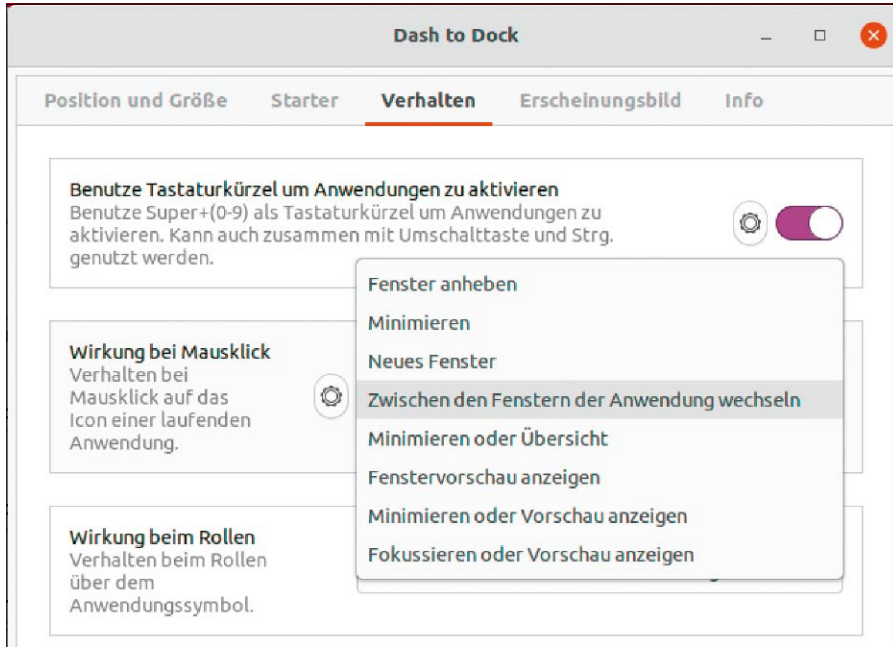 Dash to Dock
Position und Größe Starter Verhalten Erscheinungsbild Info
Benutze Tastaturkürzel um Anwendungen zu aktivieren
Benutze Super+(0-9) als Tastaturkürzel um Anwendungen zu
aktivieren. Kann auch zusammen mit Umschalttaste und Strg.
genutzt werden.
Wirkung bei Mausklick
Verhalten bei
Mausklick auf das
Icon einer laufenden
Anwendung.
Fenster anheben
Minimieren
Neues Fenster
Zwischen den Fenstern der Anwendung wechseln
Minimieren oder Übersicht
Fenstervorschau anzeigen
Minimieren oder Vorschau anzeigen
Fokussieren oder Vorschau anzeigen
Wirkung beim Rollen
Verhalten beim Rollen
über dem
Anwendungssymbol.